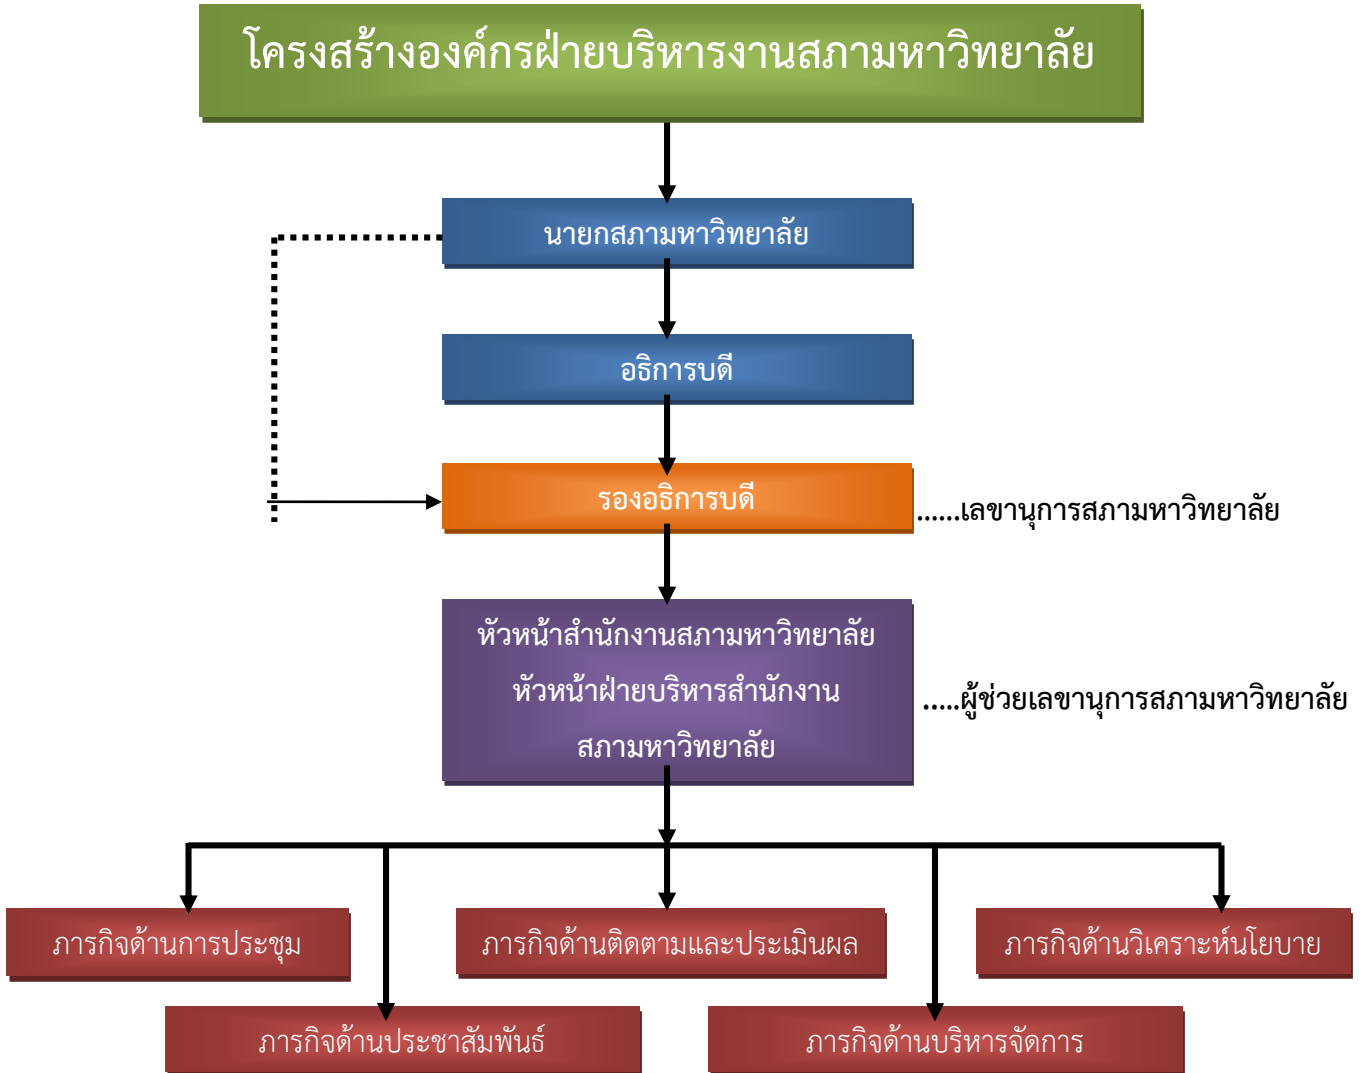 โครงสร้างองค์กรฝ่ายบริหารงานสภามหาวิทยาลัย
นายกสภามหาวิทยาลัย
อธิการบดี
รองอธิการบดี
......เลขานุการสภามหาวิทยาลัย
หัวหน้าสำนักงานสภามหาวิทยาลัย
หัวหน้าฝ่ายบริหารสำนักงาน
สภามหาวิทยาลัย
.....ผู้ช่วยเลขานุการสภามหาวิทยาลัย
ภารกิจด้านการประชุม
ภารกิจด้านติดตามและประเมินผล
ภารกิจด้านวิเคราะห์นโยบาย
ภารกิจด้านประชาสัมพันธ์
ภารกิจด้านบริหารจัดการ